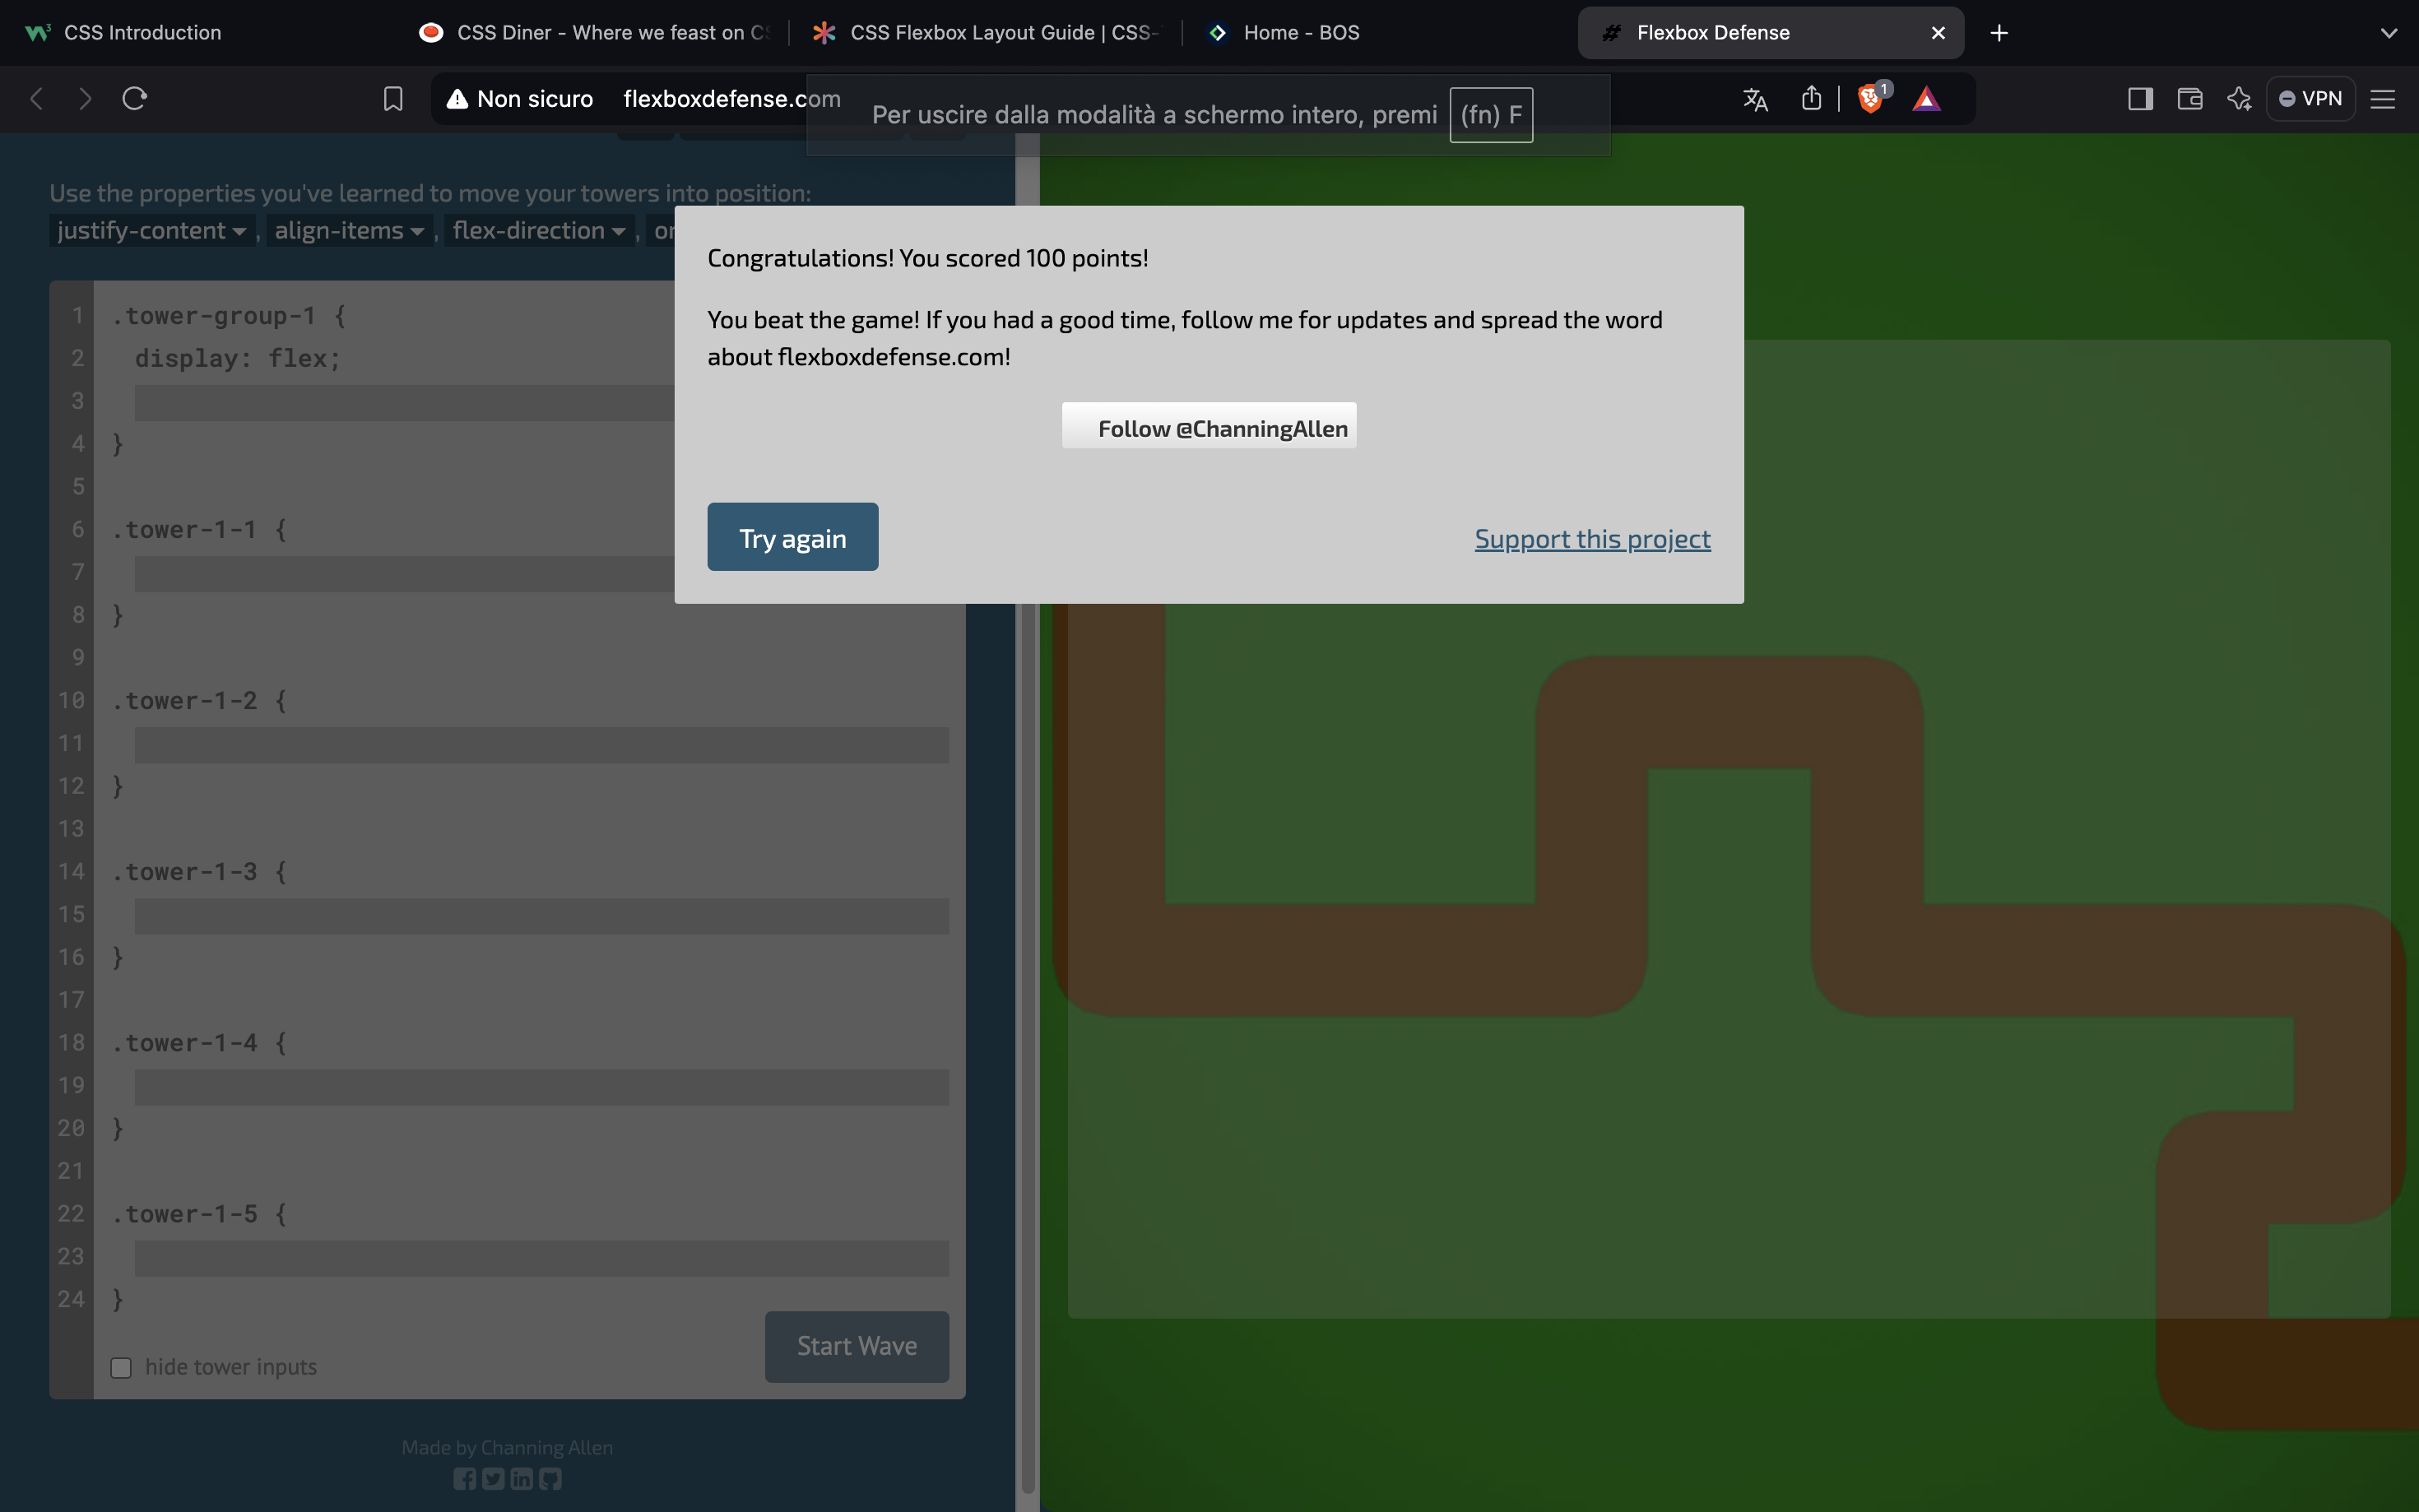 CSS Introduction
CSS Diner - Where we feast on CS
CSS Flexbox Layout Guide | CSS-
Home - BOS
Flexbox Defense
Non sicuro flexboxdefense.com
1
VPN
Per uscire dalla modalità a schermo intero, premi (fn) F
Use the properties you've learned to move your towers into position:
justify-content, align-items, flex-direction, or
Congratulations! You scored 100 points!
You beat the game! If you had a good time, follow me for updates and spread the word
about flexboxdefense.com!
Follow @ChanningAllen
Try again
Support this project
1 .tower-group-1 {
2 display: flex;
3
4 }
5
6 .tower-1-1 {
7
8 }
9
10 .tower-1-2 {
11
12 }
13
14 .tower-1-3 {
15
16 }
17
18 .tower-1-4 {
19
20 }
21
22 .tower-1-5 {
23
24 }
hide tower inputs
Start Wave
Made by Channing Allen